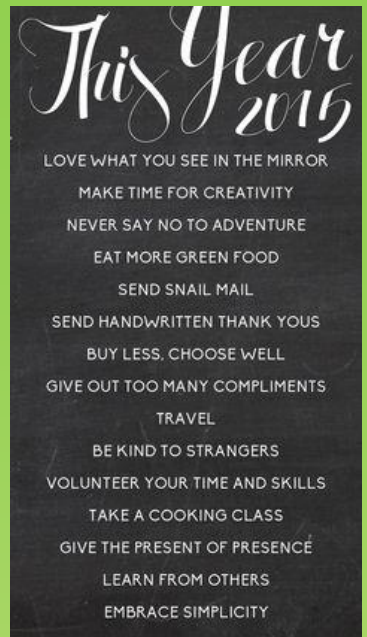 This Year
2015
LOVE WHAT YOU SEE IN THE MIRROR
MAKE TIME FOR CREATIVITY
NEVER SAY NO TO ADVENTURE
EAT MORE GREEN FOOD
SEND SNAIL MAIL
SEND HANDWRITTEN THANK YOUS
BUY LESS, CHOOSE WELL
GIVE OUT TOO MANY COMPLIMENTS
TRAVEL
BE KIND TO STRANGERS
VOLUNTEER YOUR TIME AND SKILLS
TAKE A COOKING CLASS
GIVE THE PRESENT OF PRESENCE
LEARN FROM OTHERS
EMBRACE SIMPLICITY